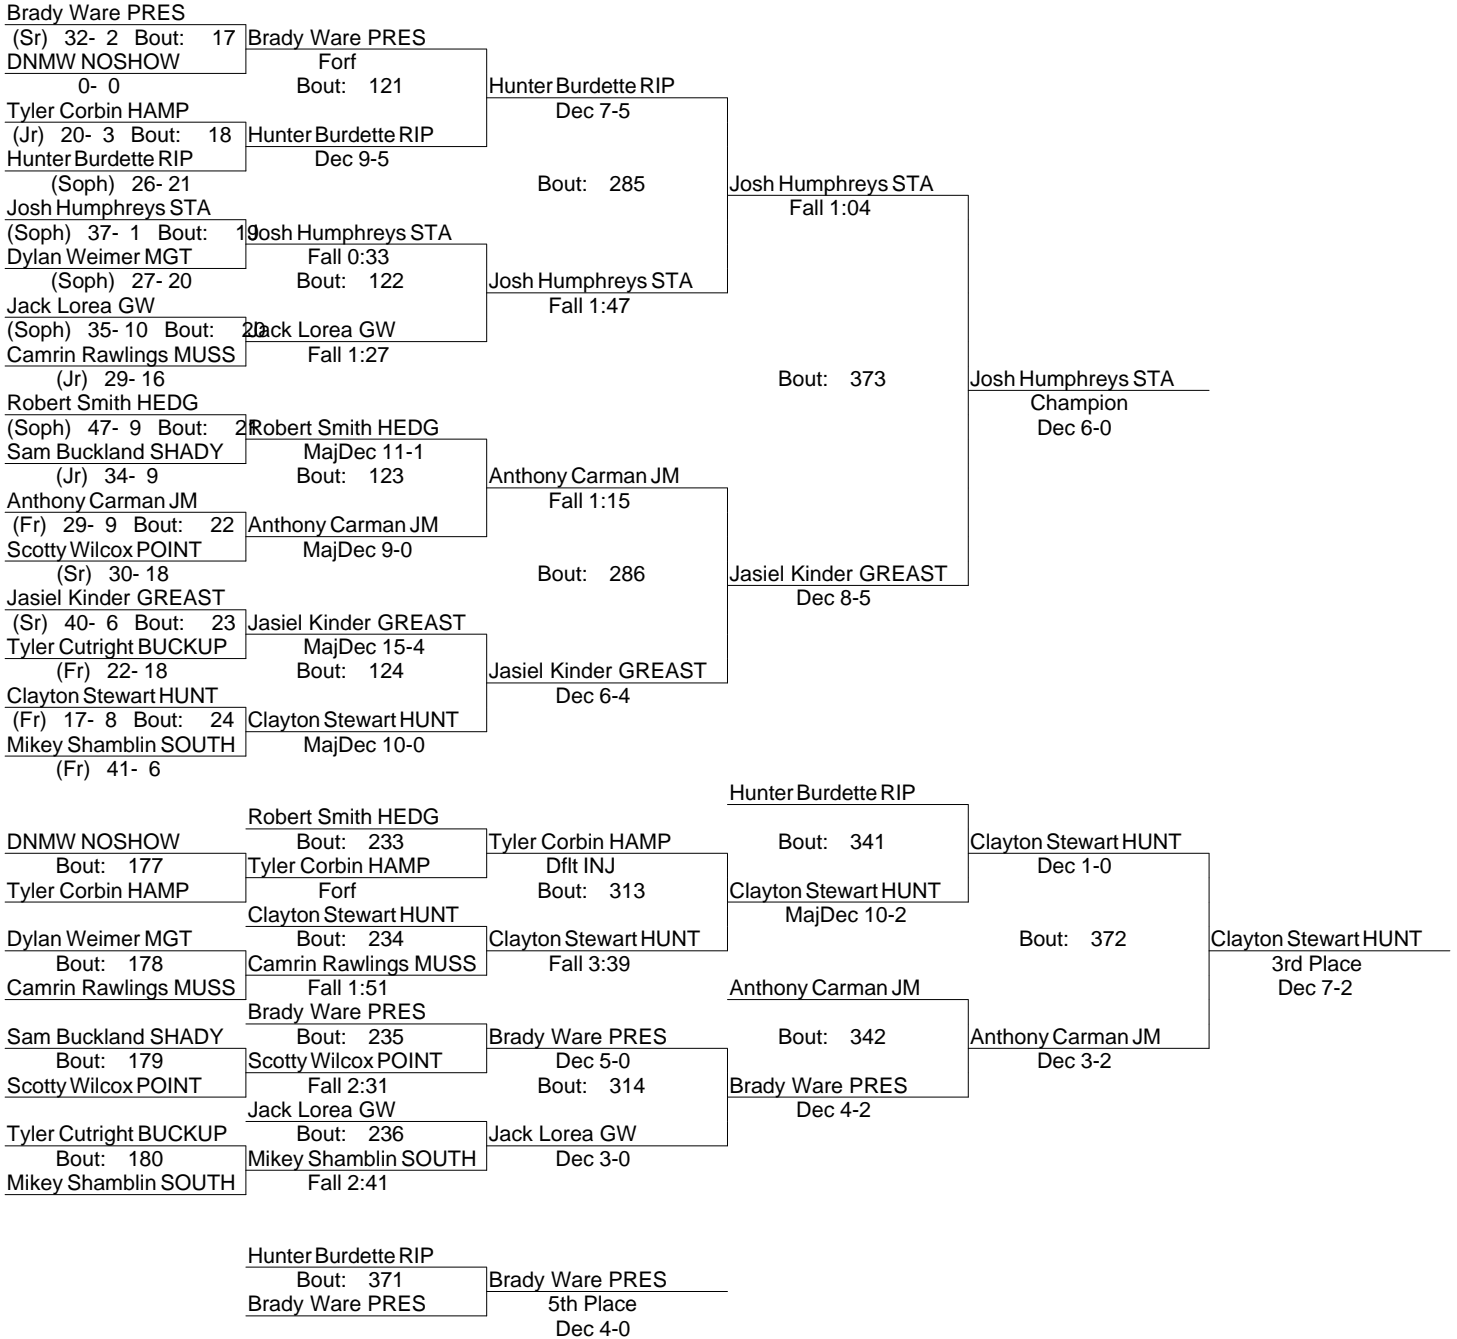 Brady Ware PRES
(Sr) 32- 2 Bout: 17 Brady Ware PRES
DNMW NOSHOW Forf
0- 0 Bout: 121 Hunter Burdette RIP
Tyler Corbin HAMP Dec 7-5
(Jr) 20- 3 Bout: 18 Hunter Burdette RIP
Hunter Burdette RIP Dec 9-5
(Soph) 26- 21 Bout: 285 Josh Humphreys STA
Josh Humphreys STA Fall 1:04
(Soph) 37- 1 Bout: 19 Josh Humphreys STA
Dylan Weimer MGT Fall 0:33
(Soph) 27- 20 Bout: 122 Josh Humphreys STA
Jack Lorea GW Fall 1:47
(Soph) 35- 10 Bout: 20 Jack Lorea GW
Camrin Rawlings MUSS Fall 1:27
(Jr) 29- 16 Bout: 373 Josh Humphreys STA
Robert Smith HEDG Champion
(Soph) 47- 9 Bout: 21 Robert Smith HEDG Dec 6-0
Sam Buckland SHADY MajDec 11-1
(Jr) 34- 9 Bout: 123 Anthony Carman JM
Anthony Carman JM Fall 1:15
(Fr) 29- 9 Bout: 22 Anthony Carman JM
Scotty Wilcox POINT MajDec 9-0
(Sr) 30- 18 Bout: 286 Jasiel Kinder GREAST
Jasiel Kinder GREAST Dec 8-5
(Sr) 40- 6 Bout: 23 Jasiel Kinder GREAST
Tyler Cutright BUCKUP MajDec 15-4
(Fr) 22- 18 Bout: 124 Jasiel Kinder GREAST
Clayton Stewart HUNT Dec 6-4
(Fr) 17- 8 Bout: 24 Clayton Stewart HUNT
Mikey Shamblin SOUTH MajDec 10-0
(Fr) 41- 6
Hunter Burdette RIP
Robert Smith HEDG
DNMW NOSHOW Bout: 233 Tyler Corbin HAMP Bout: 341 Clayton Stewart HUNT
Bout: 177 Tyler Corbin HAMP Dflt INJ Dec 1-0
Tyler Corbin HAMP Forf Bout: 313 Clayton Stewart HUNT
Clayton Stewart HUNT MajDec 10-2
Dylan Weimer MGT Bout: 234 Clayton Stewart HUNT Bout: 372 Clayton Stewart HUNT
Bout: 178 Camrin Rawlings MUSS Fall 3:39 3rd Place
Camrin Rawlings MUSS Fall 1:51 Anthony Carman JM Dec 7-2
Brady Ware PRES
Sam Buckland SHADY Bout: 235 Brady Ware PRES Bout: 342 Anthony Carman JM
Bout: 179 Scotty Wilcox POINT Dec 5-0 Dec 3-2
Scotty Wilcox POINT Fall 2:31 Bout: 314 Brady Ware PRES
Jack Lorea GW Dec 4-2
Tyler Cutright BUCKUP Bout: 236 Jack Lorea GW
Bout: 180 Mikey Shamblin SOUTH Dec 3-0
Mikey Shamblin SOUTH Fall 2:41
Hunter Burdette RIP
Bout: 371 Brady Ware PRES
Brady Ware PRES 5th Place
Dec 4-0